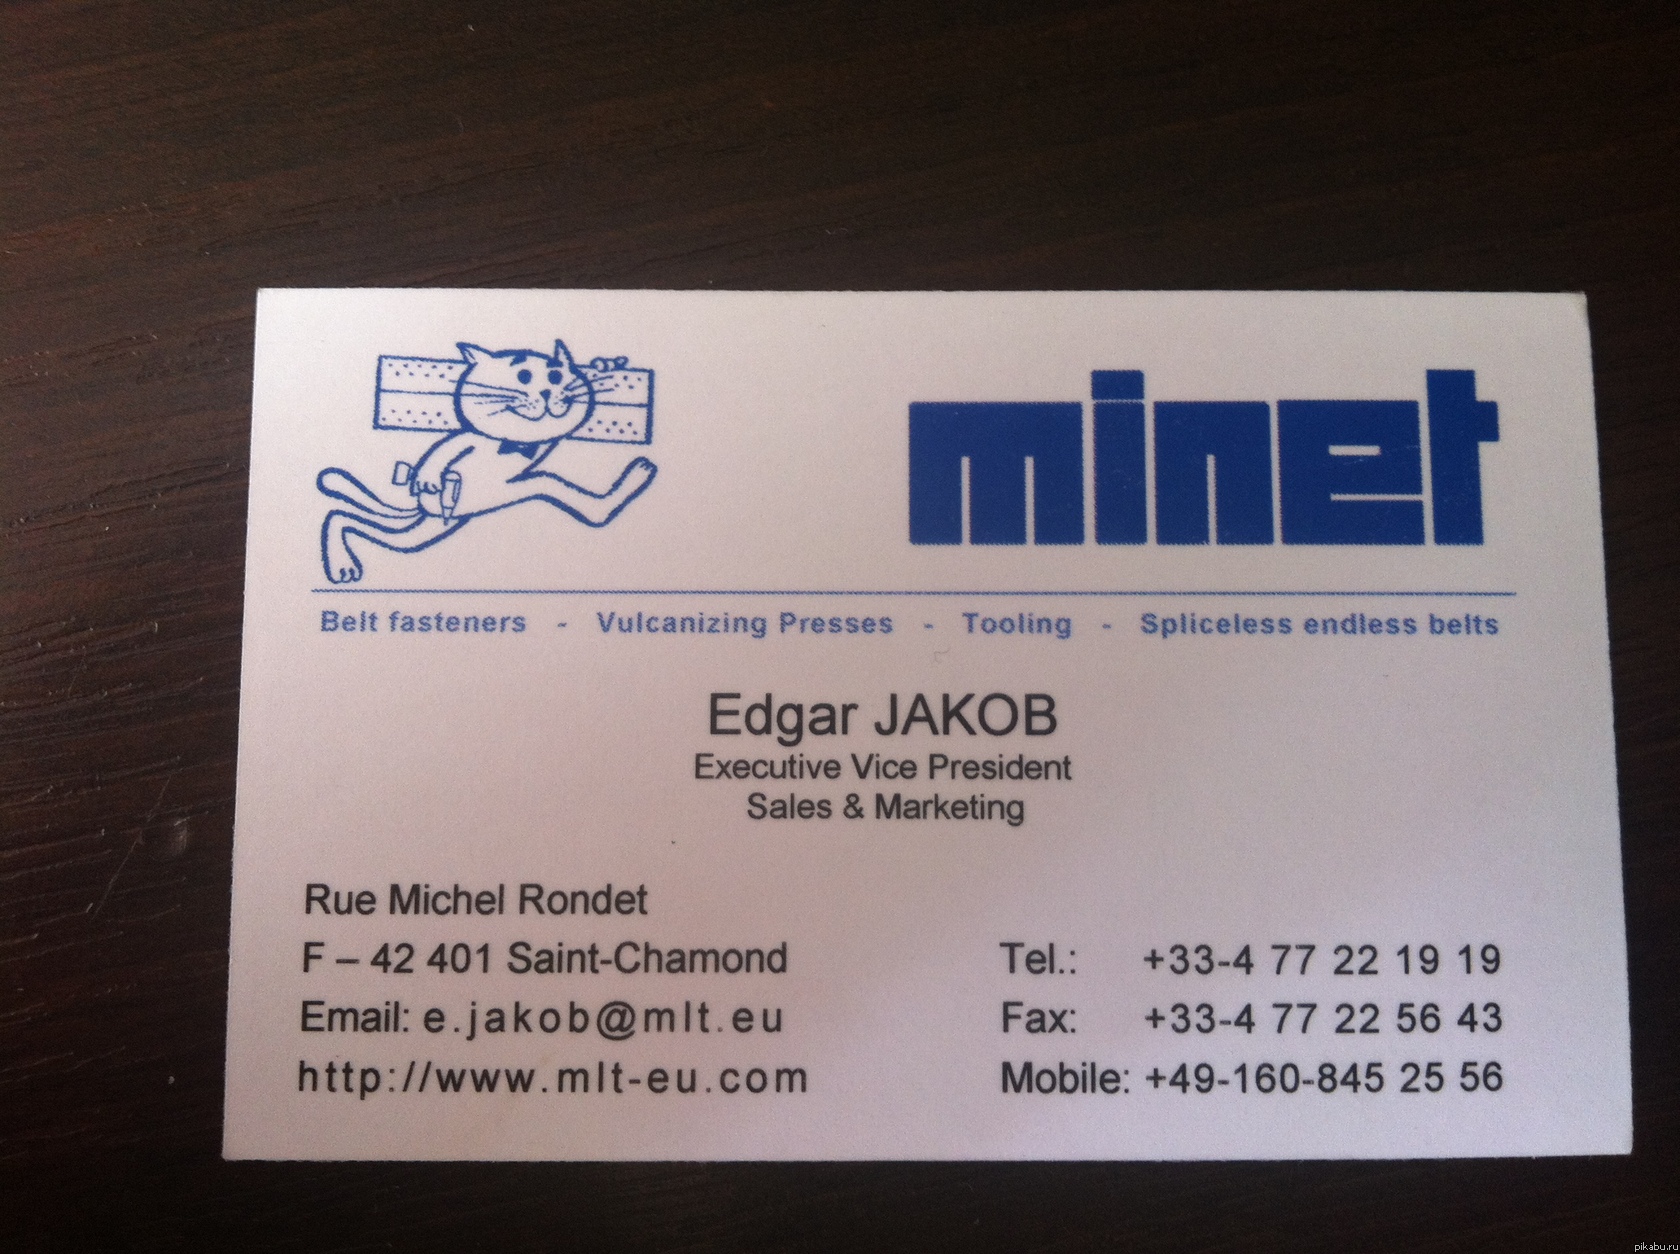 minet
Belt fasteners - Vulcanizing Presses - Tooling - Spliceless endless belts
Edgar JAKOB
Executive Vice President
Sales & Marketing
Rue Michel Rondet
F – 42 401 Saint-Chamond
Email: e.jakob@mlt.eu
http://www.mlt-eu.com
Tel.: +33-4 77 22 19 19
Fax: +33-4 77 22 56 43
Mobile: +49-160-845 25 56
pikabu.ru